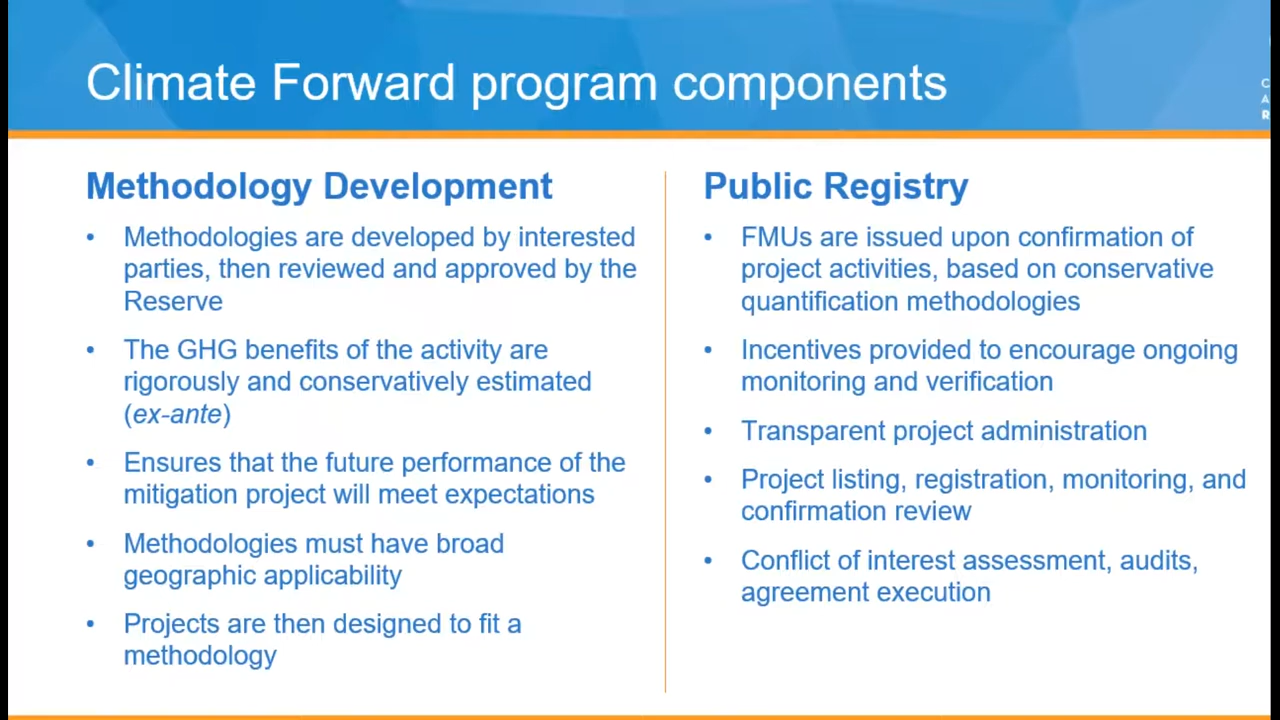 Climate Forward program components
C
A
R
Methodology Development
• Methodologies are developed by interested
parties, then reviewed and approved by the
Reserve
• The GHG benefits of the activity are
rigorously and conservatively estimated
(ex-ante)
• Ensures that the future performance of the
mitigation project will meet expectations
• Methodologies must have broad
geographic applicability
• Projects are then designed to fit a
methodology
Public Registry
• FMUs are issued upon confirmation of
project activities, based on conservative
quantification methodologies
• Incentives provided to encourage ongoing
monitoring and verification
• Transparent project administration
• Project listing, registration, monitoring, and
confirmation review
• Conflict of interest assessment, audits,
agreement execution